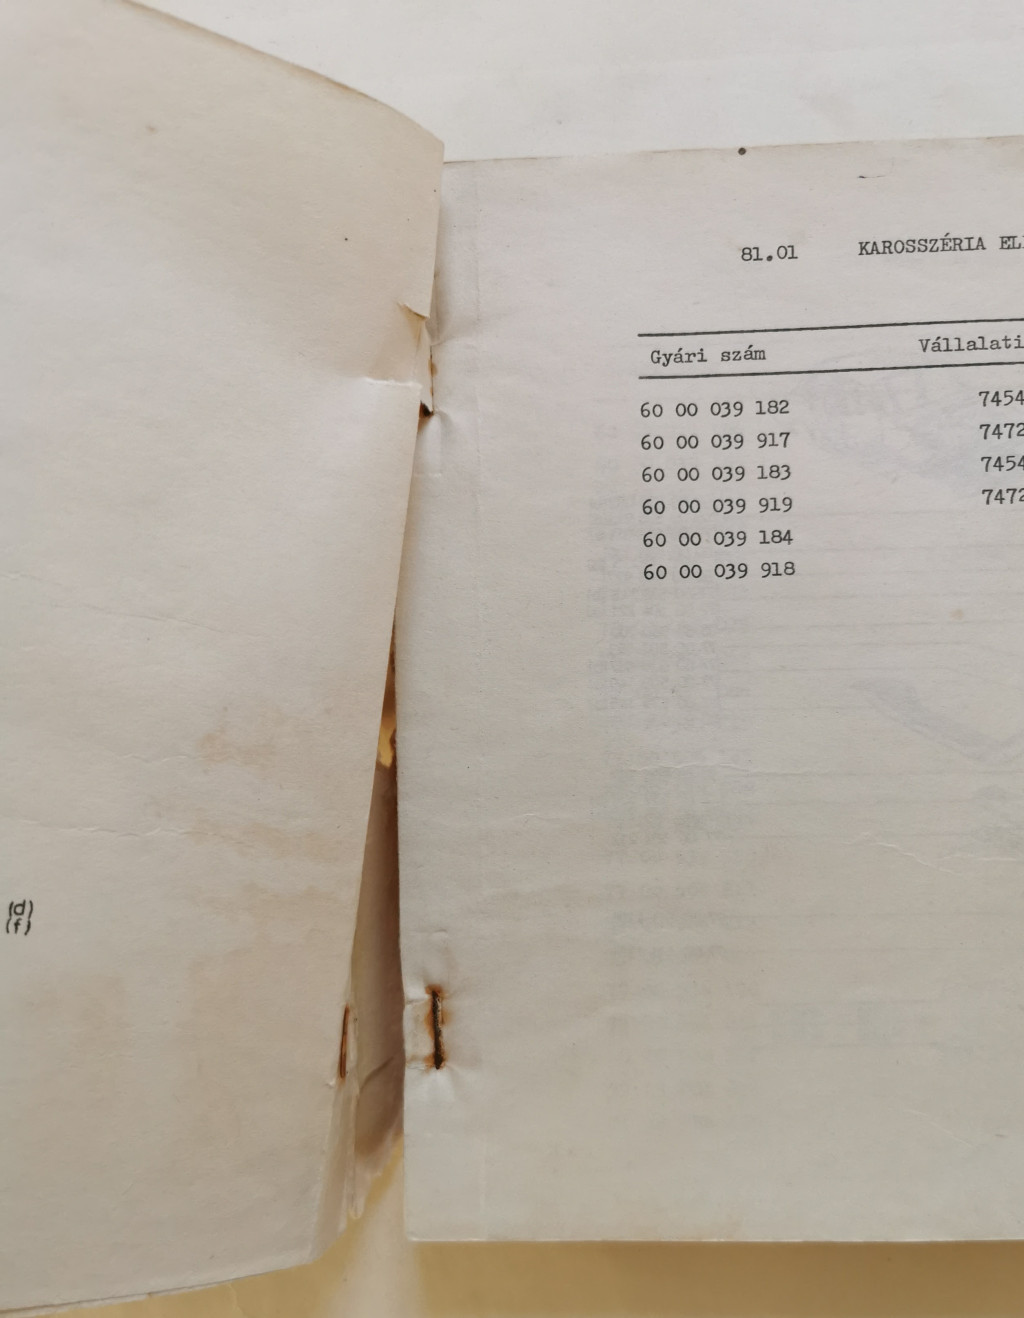 (d)
(f)
81.01 KAROSSZÉRIA
Gyári szám Vállalati
60 00 039 182 7454
60 00 039 917 7472
60 00 039 183 7454
60 00 039 919 7472
60 00 039 184
60 00 039 918